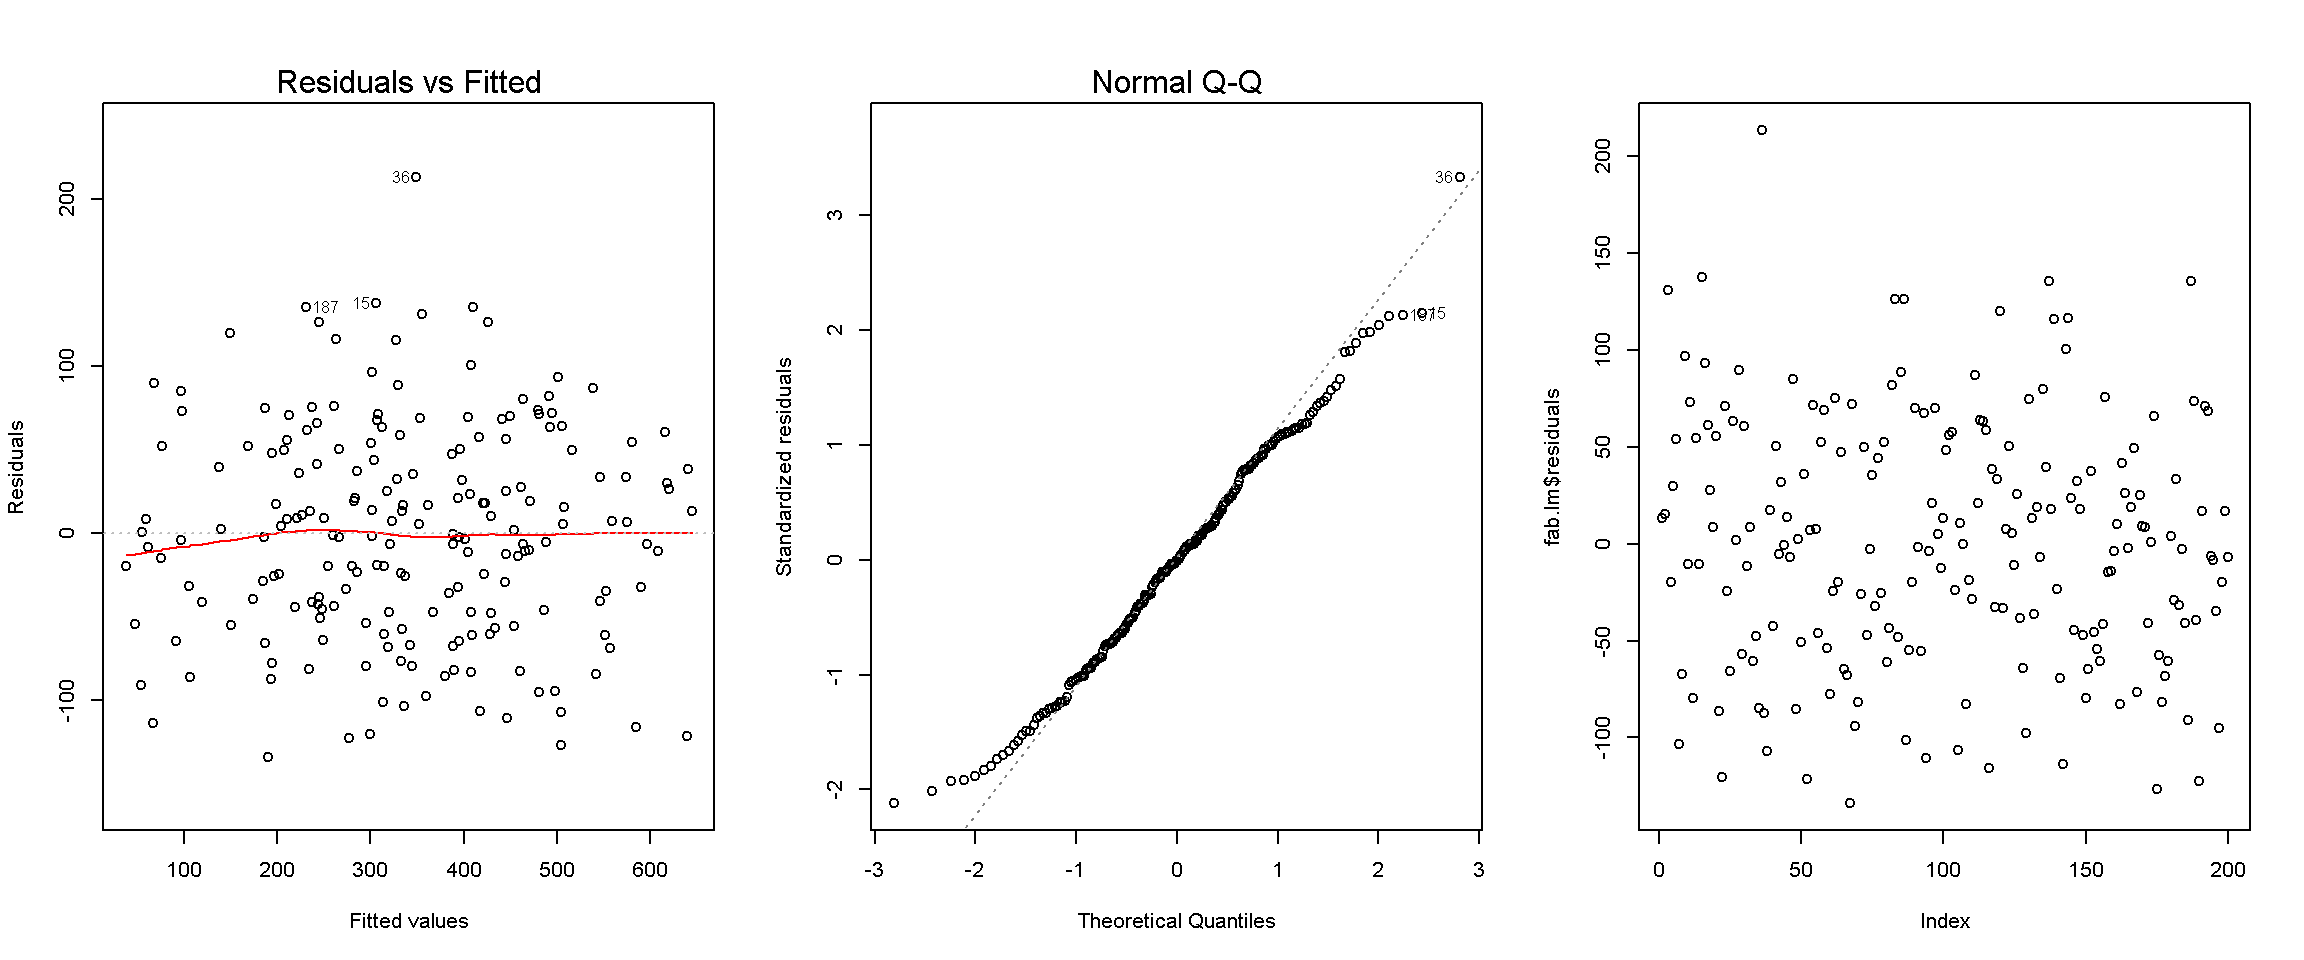 Residuals vs Fitted
Residuals
200
100
0
-100
36
187
15
100 200 300 400 500 600
Fitted values
Normal Q-Q
Standardized residuals
3
2
1
0
-1
-2
36
187
15
-3 -2 -1 0 1 2 3
Theoretical Quantiles
fab.lm$residuals
200
150
100
50
0
-50
-100
0 50 100 150 200
Index